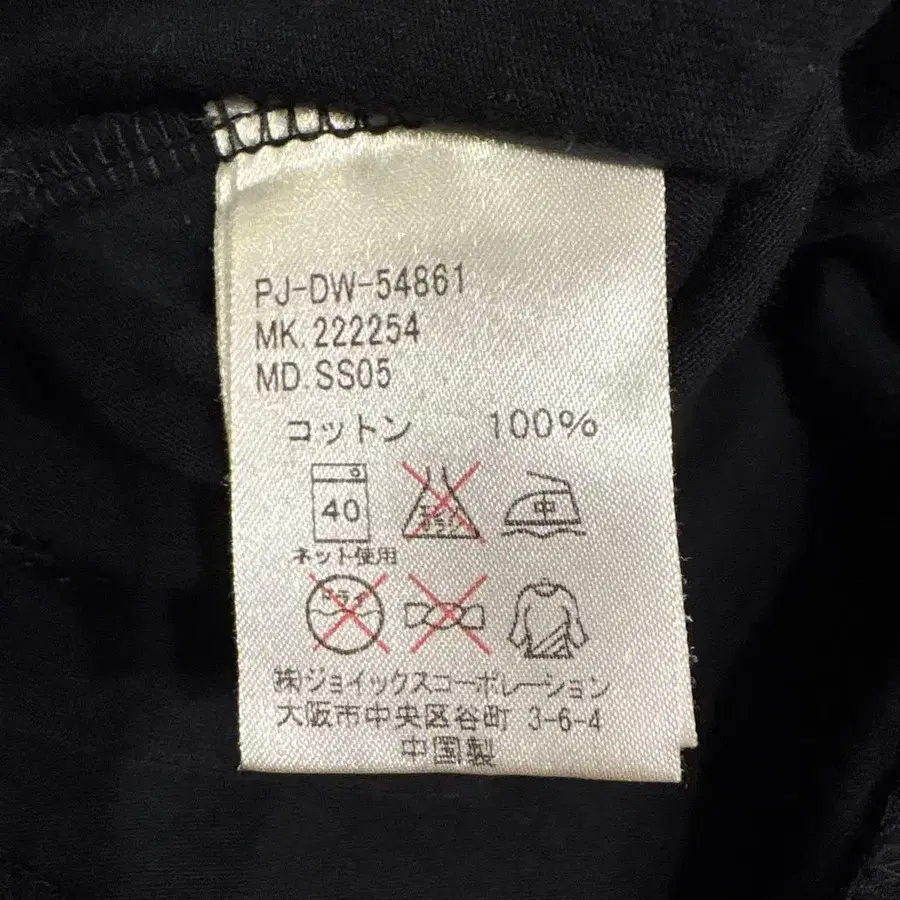 PJ-DW-54861
MK.222254
MD.SS05
コットン 100%
40
中
ネット使用
ドライ
㈱ジョイックスコーポレーション
大阪市中央区谷町 3-6-4
中国製